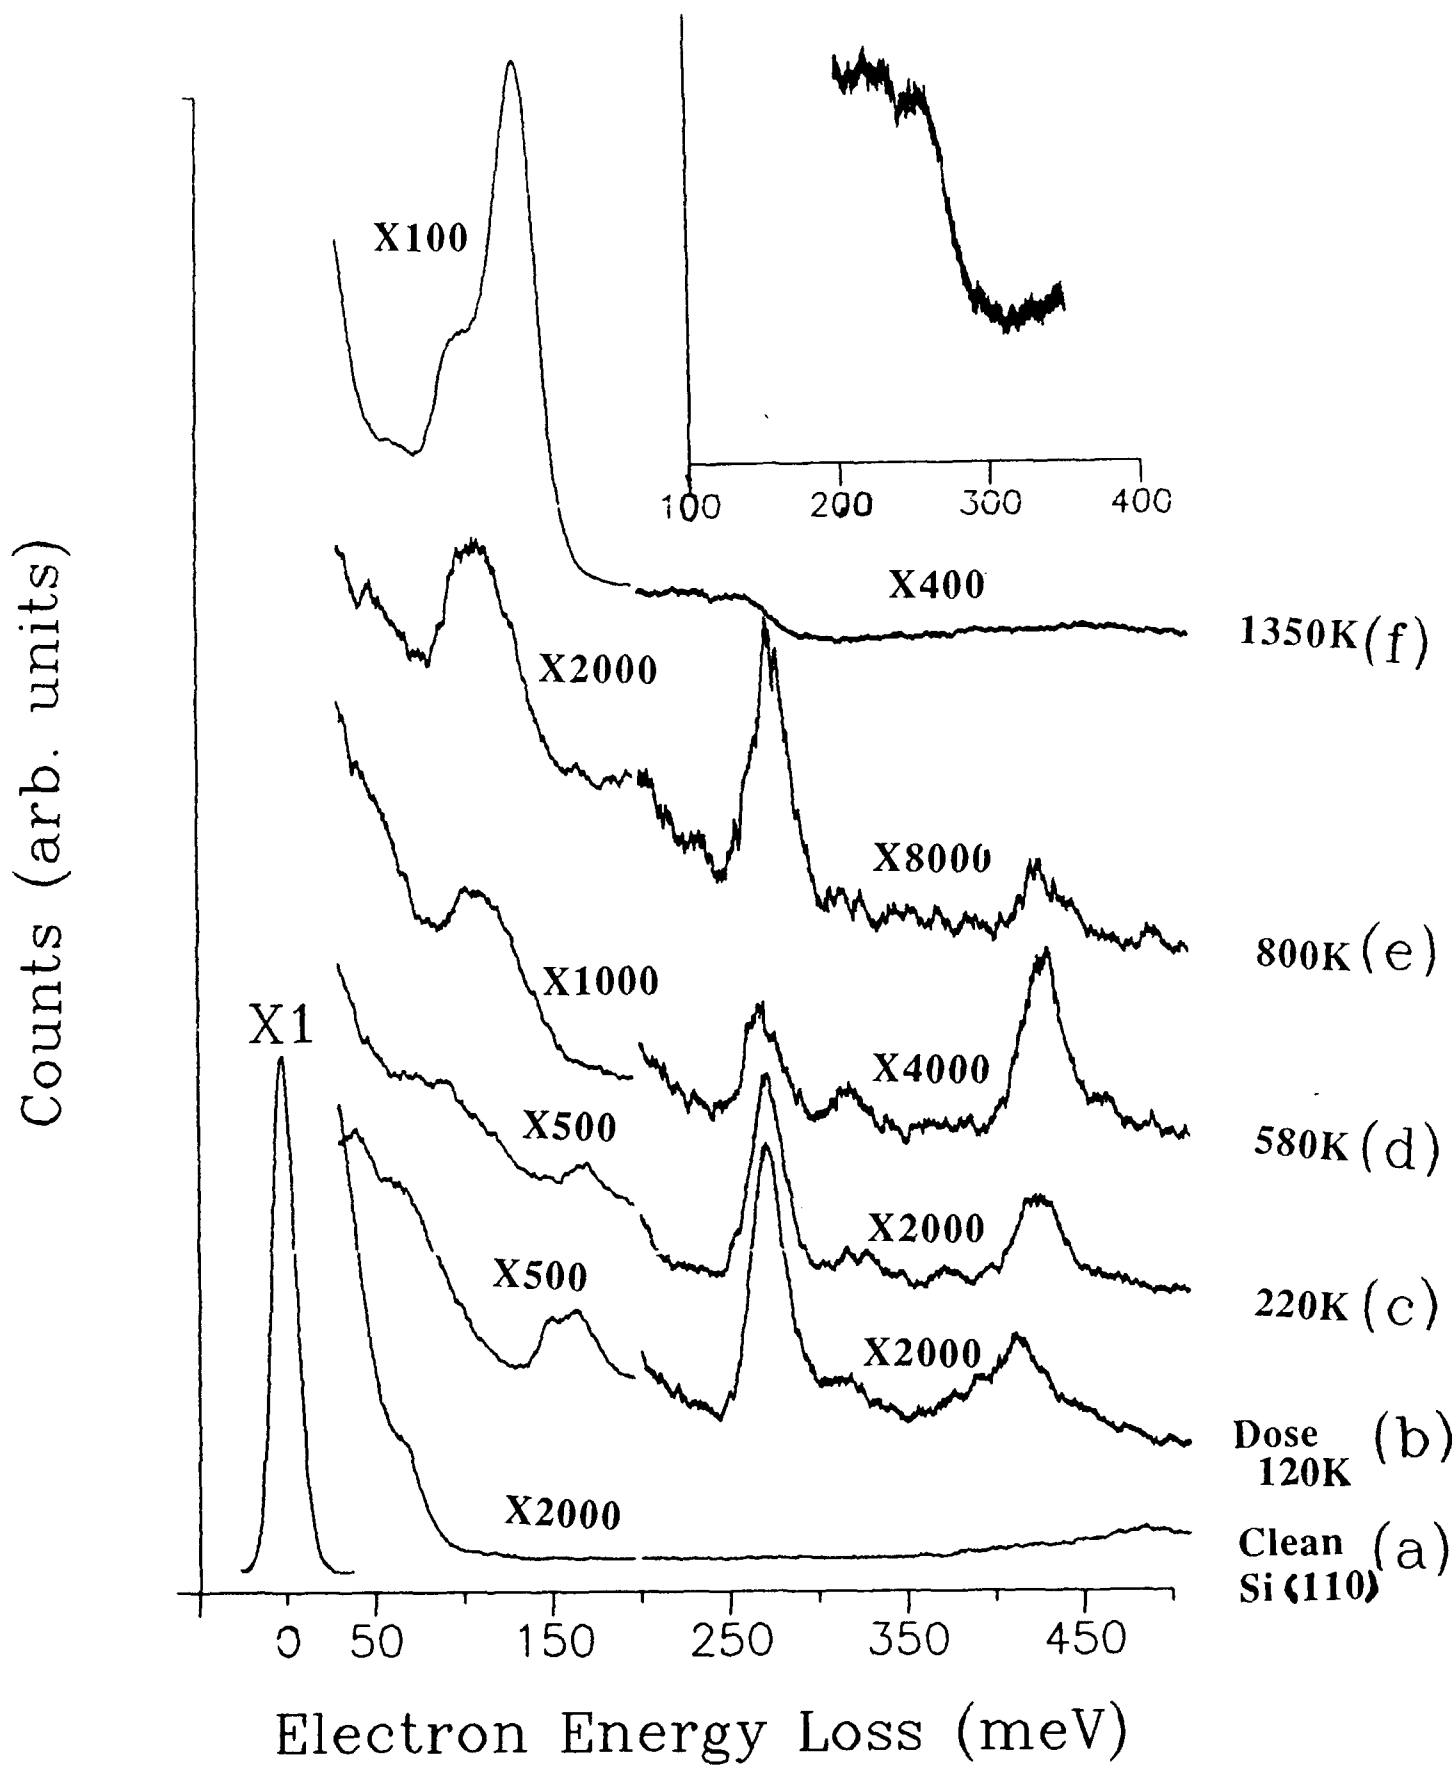 X100
100 200 300 400
X400
1350K (f)
X2000
X8000
800K (e)
X1000
X4000
580K (d)
X1
X500
X2000
220K (c)
X500
X2000
Dose (b)
120K
X2000
Clean (a)
Si (110)
0 50 150 250 350 450
Electron Energy Loss (meV)
Counts (arb. units)